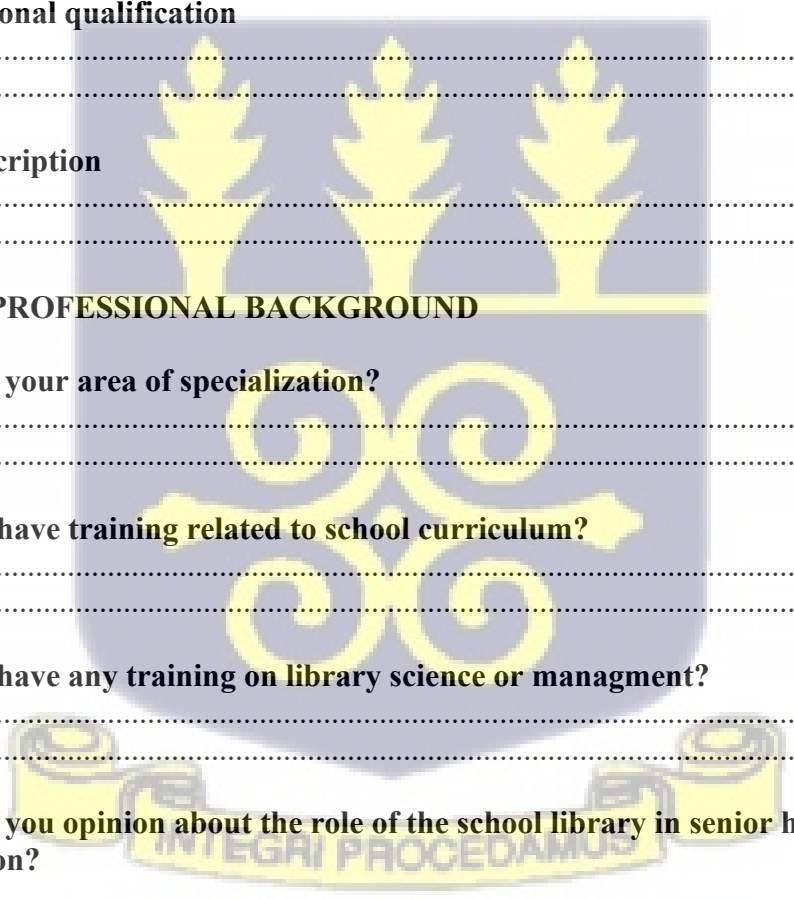 onal qualification
................................................................................................
................................................................................................
cription
................................................................................................
................................................................................................
PROFESSIONAL BACKGROUND
your area of specialization?
................................................................................................
................................................................................................
have training related to school curriculum?
................................................................................................
................................................................................................
have any training on library science or managment?
................................................................................................
................................................................................................
you opinion about the role of the school library in senior h
on?
INTEGRI PROCEDAMUS